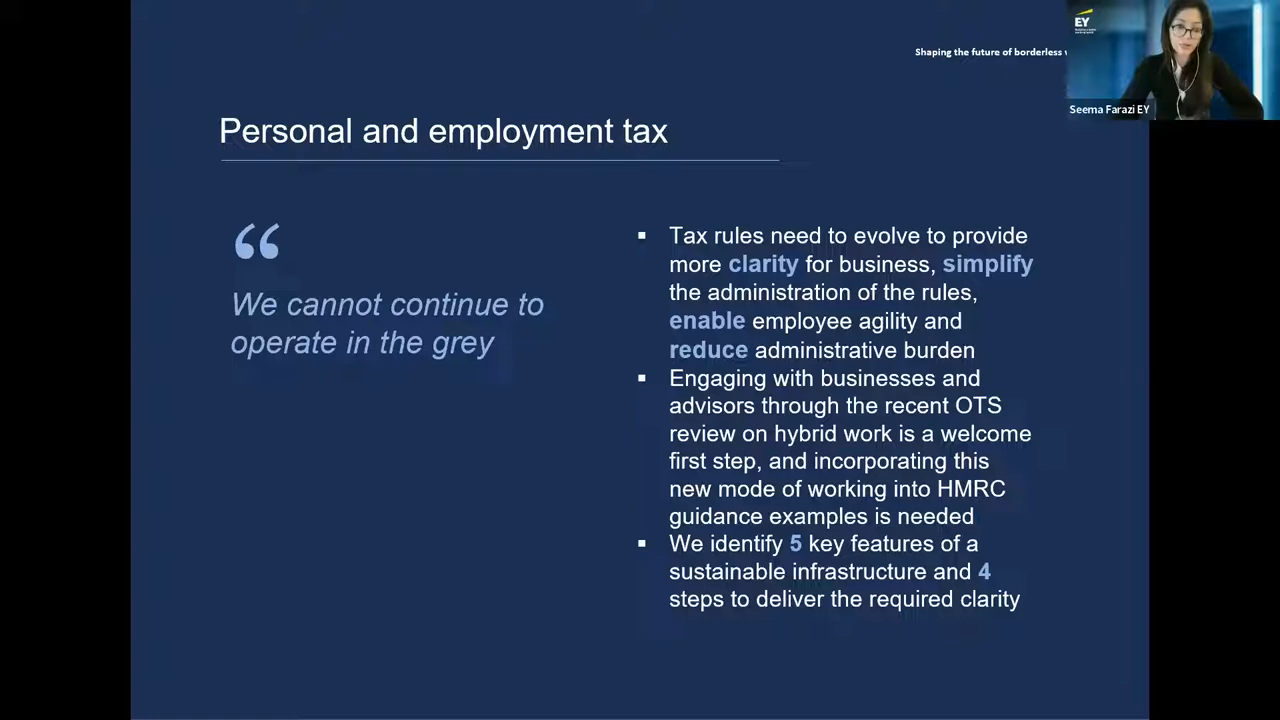 Shaping the future of borderless
EY
Seema Farazi EY
Personal and employment tax
“
We cannot continue to
operate in the grey
▪ Tax rules need to evolve to provide
more clarity for business, simplify
the administration of the rules,
enable employee agility and
reduce administrative burden
▪ Engaging with businesses and
advisors through the recent OTS
review on hybrid work is a welcome
first step, and incorporating this
new mode of working into HMRC
guidance examples is needed
▪ We identify 5 key features of a
sustainable infrastructure and 4
steps to deliver the required clarity